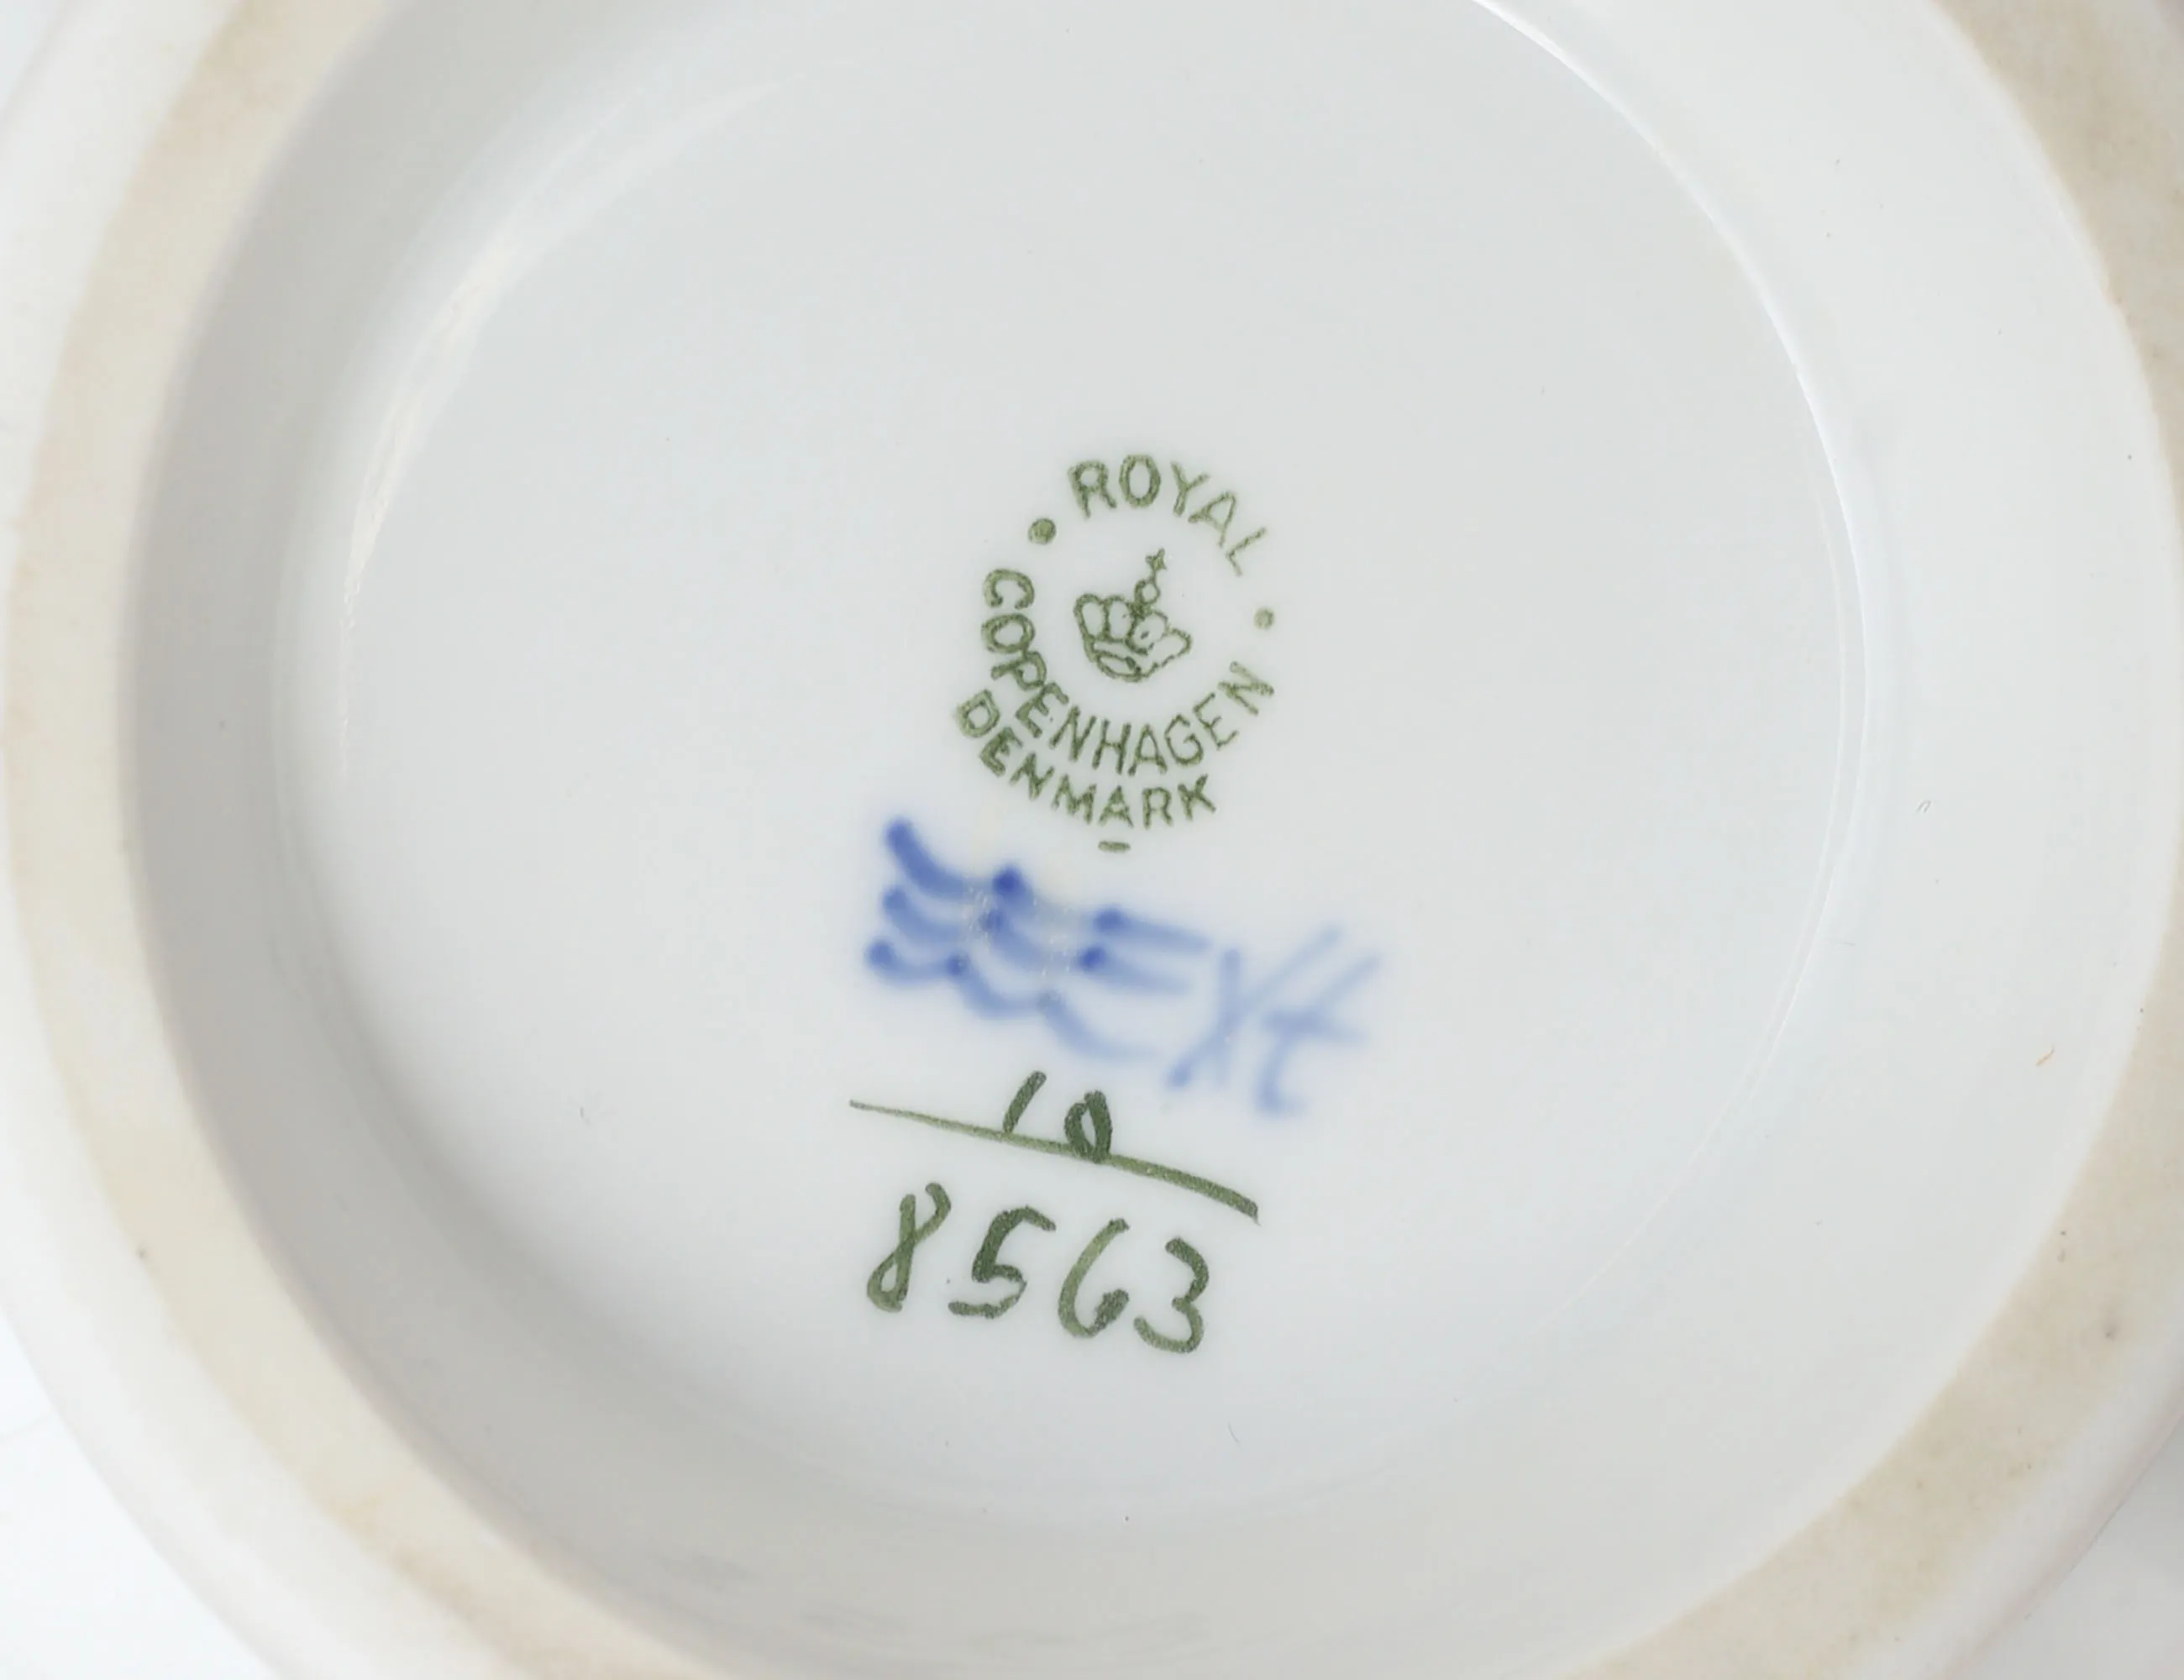 ROYAL
COPENHAGEN
DENMARK
10
8563